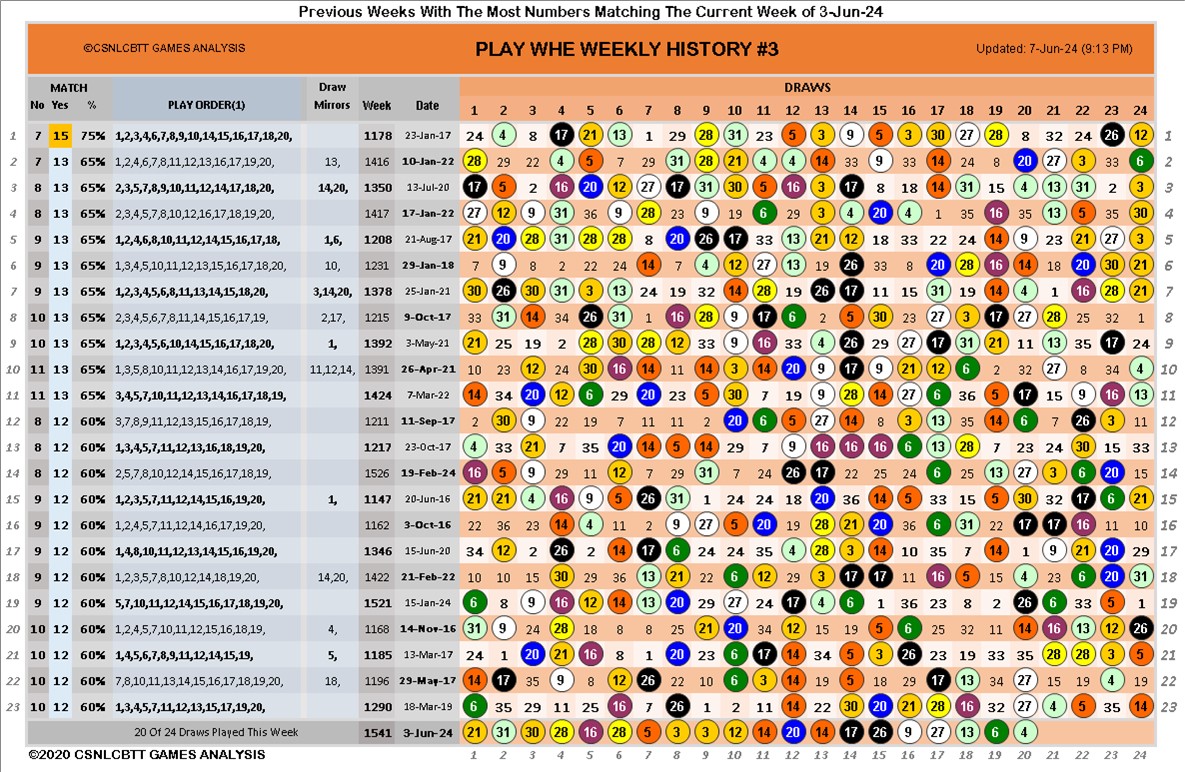 Previous Weeks With The Most Numbers Matching The Current Week of 3-Jun-24
©CSNLCBTT GAMES ANALYSIS PLAY WHE WEEKLY HISTORY #3 Updated: 7-Jun-24 (9:13 PM)
MATCH Draw DRAWS
No Yes % PLAY ORDER(1) Mirrors Week Date 1 2 3 4 5 6 7 8 9 10 11 12 13 14 15 16 17 18 19 20 21 22 23 24
1 7 15 75% 1,2,3,4,6,7,8,9,10,14,15,16,17,18,20, 1178 23-Jan-17 24 4 8 17 21 13 1 29 28 31 23 5 3 9 5 3 30 27 28 8 32 24 26 12 1
2 7 13 65% 1,2,4,6,7,8,11,12,13,16,17,19,20, 13, 1416 10-Jan-22 28 29 22 4 5 7 29 31 28 21 4 4 14 33 9 33 14 24 8 20 27 3 33 6 2
3 8 13 65% 2,3,5,7,8,9,10,11,12,14,17,18,20, 14,20, 1350 13-Jul-20 17 5 2 16 20 12 27 17 31 30 5 16 3 14 8 18 14 31 15 4 13 31 2 3 3
4 8 13 65% 2,3,4,5,7,8,10,12,16,17,18,19,20, 1417 17-Jan-22 27 12 9 31 36 9 28 23 9 19 6 29 3 4 20 4 1 35 16 35 13 5 35 30 4
5 9 13 65% 1,2,4,6,8,10,11,12,14,15,16,17,18, 1,6, 1208 21-Aug-17 21 20 28 31 28 28 8 20 26 17 33 13 21 12 18 33 22 24 14 9 23 21 27 3 5
6 9 13 65% 1,3,4,5,10,11,12,13,15,16,17,18,20, 10, 1231 29-Jan-18 7 9 8 2 22 24 14 7 4 12 27 13 19 26 33 8 20 28 16 14 18 20 30 21 6
7 9 13 65% 1,2,3,4,5,6,8,11,13,14,15,18,20, 3,14,20, 1378 25-Jan-21 30 26 30 31 3 13 24 19 32 14 28 19 26 17 11 15 31 19 14 4 1 16 28 21 7
8 10 13 65% 2,3,4,5,6,7,8,11,14,15,16,17,19, 2,17, 1215 9-Oct-17 33 31 14 34 26 31 1 16 28 9 17 6 2 5 30 23 27 3 17 27 28 25 32 1 8
9 10 13 65% 1,2,3,4,5,6,10,14,15,16,17,18,20, 1, 1392 3-May-21 21 25 19 2 28 30 28 12 33 9 16 33 4 26 29 27 17 31 21 11 13 35 17 24 9
10 11 13 65% 1,3,5,8,10,11,12,13,14,16,17,19,20, 11,12,14, 1391 26-Apr-21 10 23 12 24 30 16 14 11 14 3 14 20 9 17 9 21 12 6 2 32 27 8 34 4 10
11 11 13 65% 3,4,5,7,10,11,12,13,14,17,18,19, 1424 7-Mar-22 14 34 20 12 6 29 20 23 5 30 7 19 9 28 14 27 6 36 5 17 15 9 16 13 11
12 8 12 60% 3,7,8,9,11,12,13,14,15,16,17,18,19, 1211 11-Sep-17 2 30 9 22 19 7 11 11 2 20 6 5 27 14 8 3 13 35 14 6 7 26 3 11 12
13 8 12 60% 1,3,4,5,7,11,12,13,16,18,19,20, 1217 23-Oct-17 4 33 21 7 35 20 14 5 14 29 7 9 16 16 16 6 13 28 7 23 24 30 15 33 13
14 8 12 60% 2,5,7,8,10,12,14,15,16,17,18,19, 1526 19-Feb-24 16 5 9 29 11 12 7 29 31 7 24 26 17 22 25 24 6 25 13 27 3 6 20 15 14
15 9 12 60% 1,2,3,5,7,11,12,14,15,16,19,20, 1, 1147 20-Jun-16 21 21 4 16 9 5 26 31 1 24 24 18 20 36 14 5 33 15 5 30 32 17 6 21 15
16 9 12 60% 1,2,4,5,7,11,12,14,16,17,19,20, 1162 3-Oct-16 22 36 23 14 4 11 2 9 27 5 20 19 28 21 20 36 6 31 22 17 17 16 11 10 16
17 9 12 60% 1,4,8,10,11,12,13,14,15,16,19,20, 1346 15-Jun-20 34 12 2 26 2 14 17 6 24 24 35 4 28 3 14 10 35 7 14 1 9 21 20 29 17
18 9 12 60% 1,2,3,5,7,8,10,12,14,18,19,20, 14,20, 1422 21-Feb-22 10 10 15 30 29 36 13 21 22 6 12 29 3 17 17 11 16 5 15 4 23 6 20 31 18
19 9 12 60% 5,7,10,11,12,14,15,16,17,18,19,20, 1521 15-Jan-24 6 8 9 16 12 14 13 20 29 27 24 17 4 6 1 36 23 8 2 26 6 33 5 1 19
20 10 12 60% 1,2,4,5,7,10,11,12,15,16,18,19, 4, 1168 14-Nov-16 31 9 24 28 18 8 8 25 21 20 34 12 15 19 5 6 25 32 11 14 16 13 12 26 20
21 10 12 60% 1,4,5,6,7,8,9,11,12,14,15,19, 5, 1185 13-Mar-17 24 1 20 21 16 8 1 20 23 6 17 14 34 5 3 26 23 19 33 35 28 28 3 5 21
22 10 12 60% 7,8,10,11,13,14,15,16,17,18,19,20, 18, 1196 29-May-17 14 17 35 9 8 12 26 22 10 6 3 14 19 5 18 29 17 13 34 27 15 23 4 19 22
23 10 12 60% 1,3,4,5,7,11,12,13,15,17,19,20, 1290 18-Mar-19 6 35 29 11 25 16 7 26 1 2 11 14 22 30 20 21 28 16 32 27 4 5 35 14 23
20 Of 24 Draws Played This Week 1541 3-Jun-24 21 31 30 28 16 28 5 3 3 12 14 20 14 17 26 9 27 13 6 4
©2020 CSNLCBTT GAMES ANALYSIS 1 2 3 4 5 6 7 8 9 10 11 12 13 14 15 16 17 18 19 20 21 22 23 24